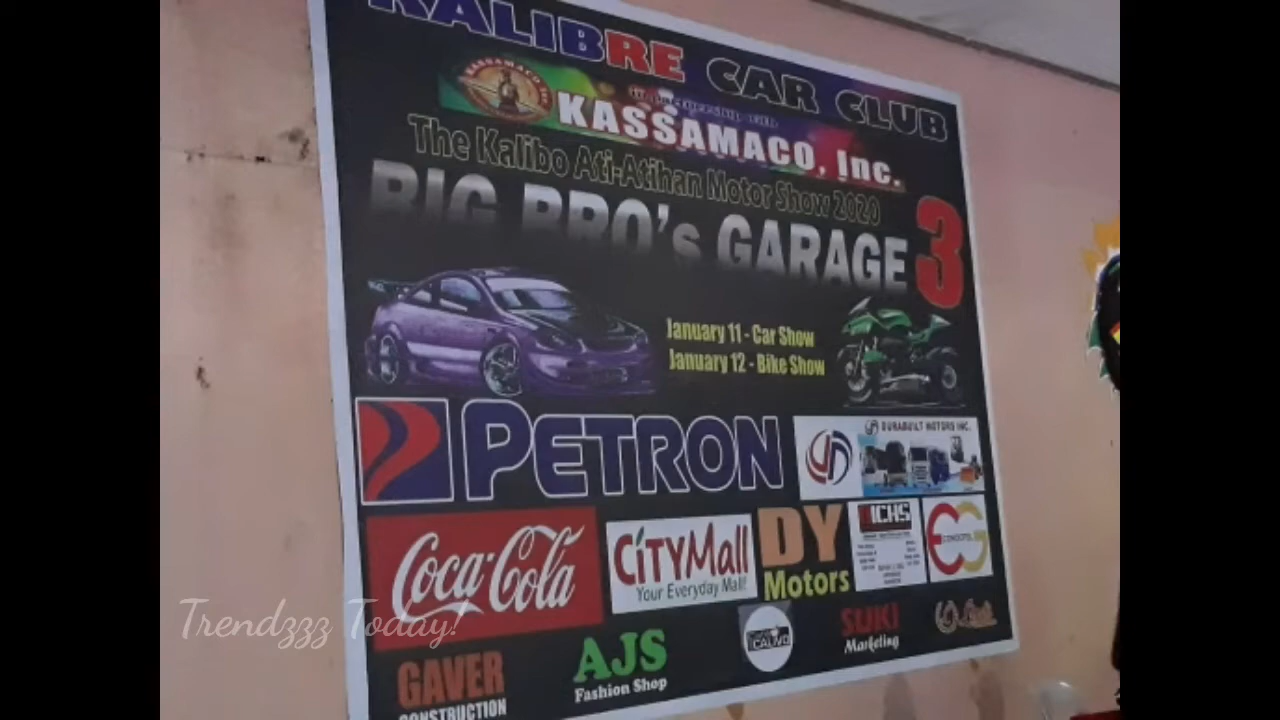 KALIBRE CAR CLUB
KASSAMACO, Inc.
The Kalibo Ati-Atihan Motor Show 2020
BIG BRO's GARAGE 3
January 11 - Car Show
January 12 - Bike Show
PETRON
DURABUILT MOTORS INC.
Coca-Cola
CiTYMall
Your Everyday Mall!
DY
Motors
Trendzzz Today!
GAVER
CONSTRUCTION
AJS
Fashion Shop
SUKI
Marketing